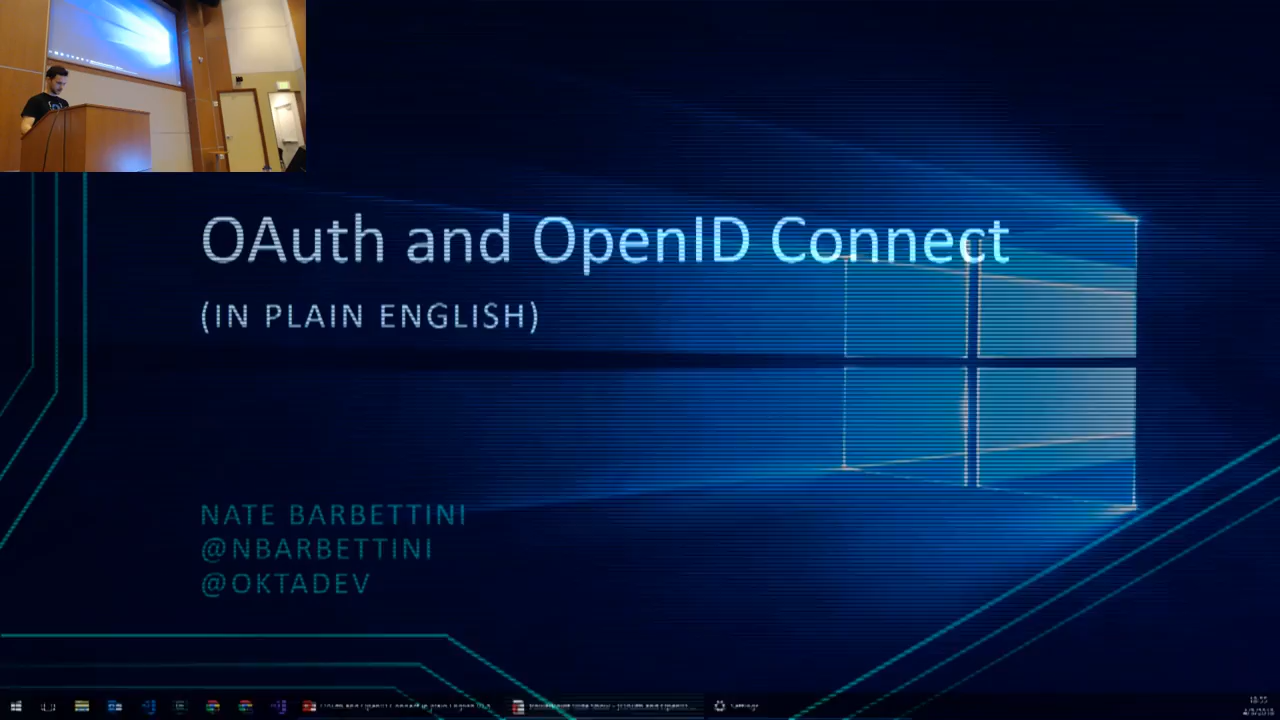 OAuth and OpenID Connect
(IN PLAIN ENGLISH)
NATE BARBETTINI
@NBARBETTINI
@OKTADEV